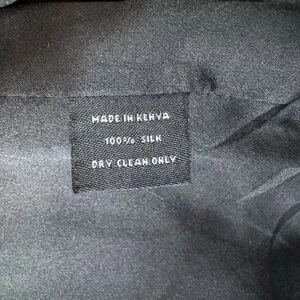 MADE IN KENYA
100% SILK
DRY CLEAN ONLY